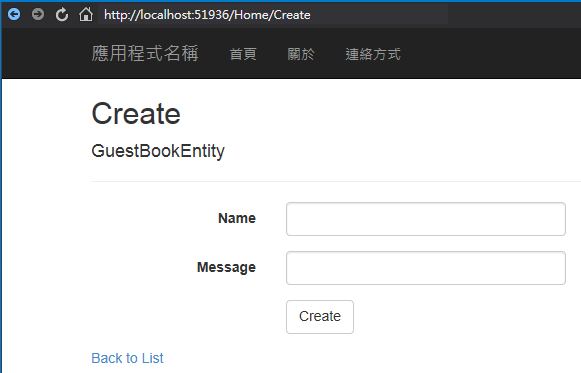 http://localhost:51936/Home/Create
應用程式名稱 首頁 關於 連絡方式
Create
GuestBookEntity
Name
Message
Create
Back to List